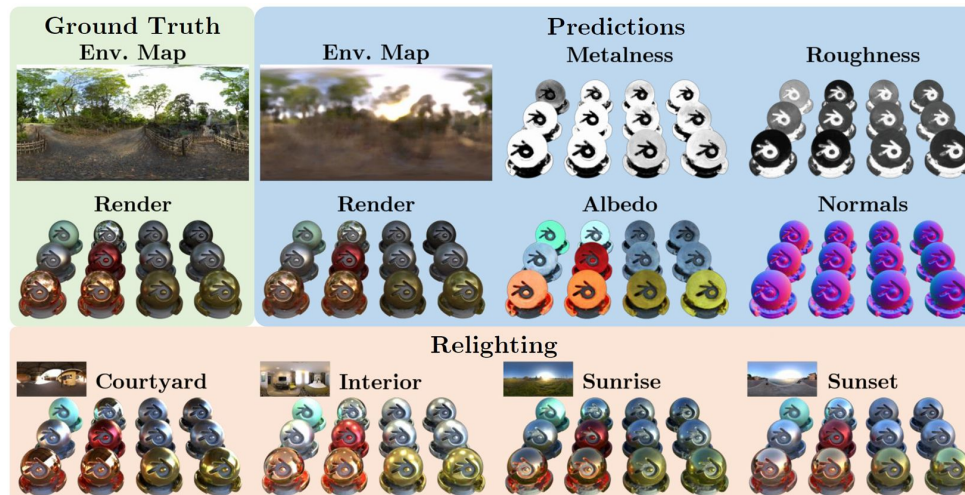 Ground Truth
Predictions
Env. Map
Env. Map
Metalness
Roughness
Render
Render
Albedo
Normals
Relighting
Courtyard
Interior
Sunrise
Sunset